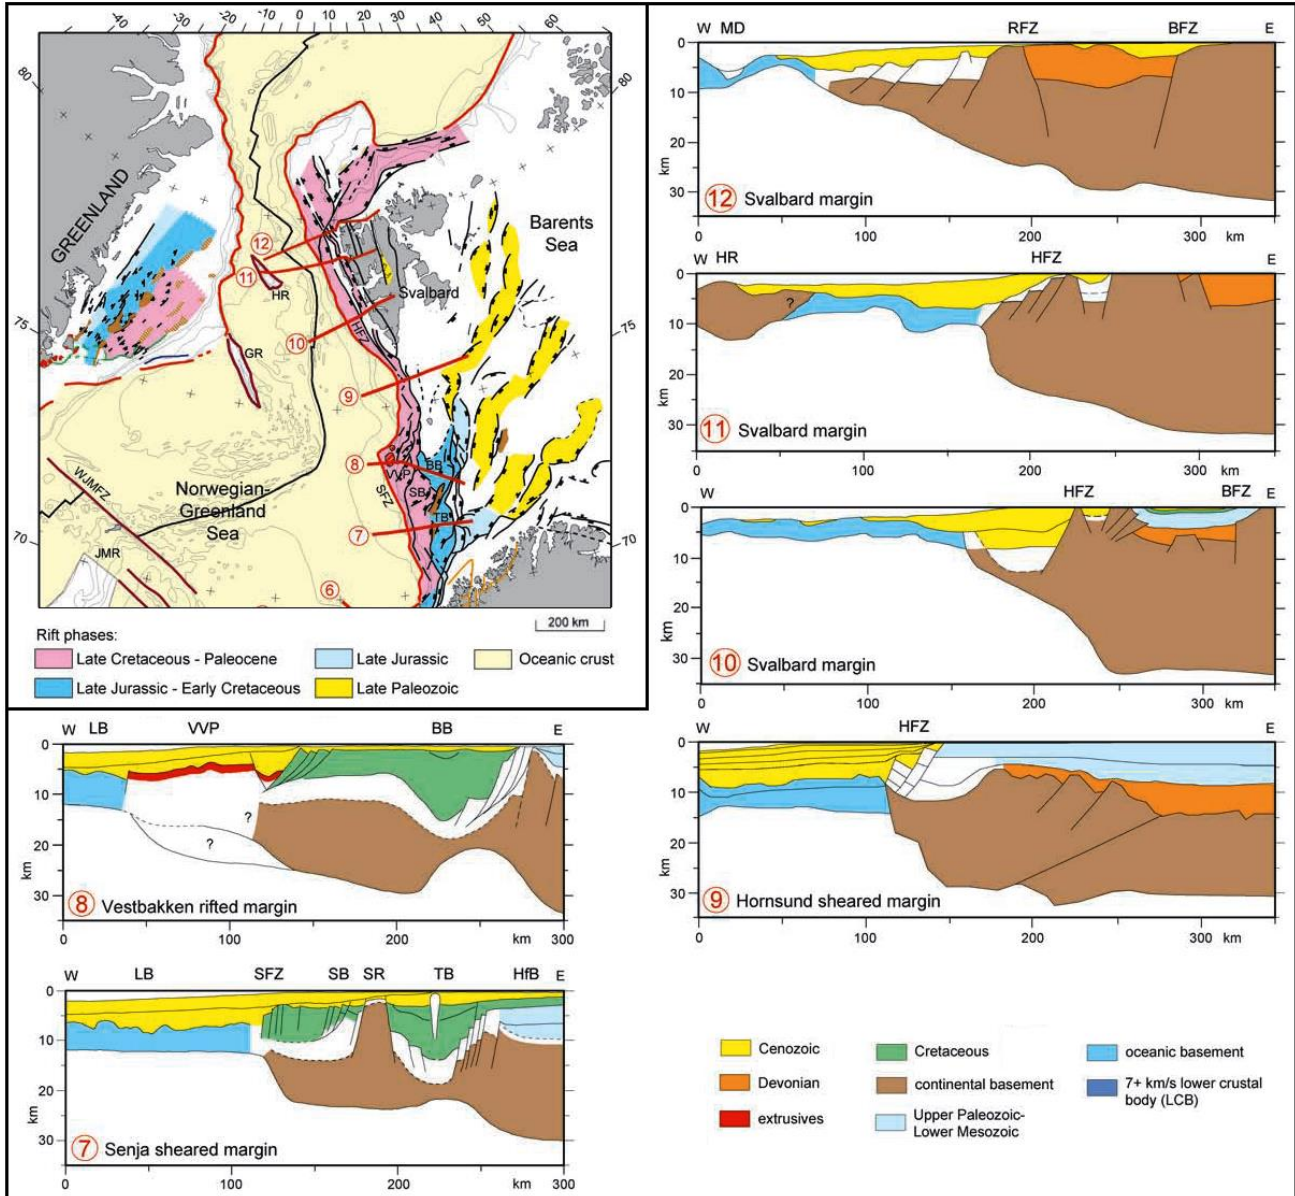 -40 -30 -20 -10 0 10 20 30 40 50 60
80
80
GREENLAND
Barents
Sea
12
11
HR
Svalbard
75
75
10
HFZ
GR
9
8
BB
VVP
SB
SFZ
TB
7
WJMFZ
Norwegian-
Greenland
Sea
70
70
JMR
6
200 km
Rift phases:
Late Cretaceous - Paleocene
Late Jurassic
Oceanic crust
Late Jurassic - Early Cretaceous
Late Paleozoic
W MD RFZ BFZ E
0
10
20
30
km
12 Svalbard margin
0 100 200 300
km
W HR HFZ E
0
10
20
30
km
?
11 Svalbard margin
0 100 200 300
km
W HFZ BFZ E
0
10
20
30
km
10 Svalbard margin
0 100 200 300
km
W LB VVP BB E
0
10
20
30
km
?
?
8 Vestbakken rifted margin
0 100 200 km 300
W HFZ E
0
10
20
30
km
9 Hornsund sheared margin
0 100 200 300
km
W LB SFZ SB SR TB HfB E
0
10
20
30
km
7 Senja sheared margin
0 100 200 km 300
Cenozoic
Cretaceous
oceanic basement
Devonian
continental basement
7+ km/s lower crustal
body (LCB)
extrusives
Upper Paleozoic-
Lower Mesozoic